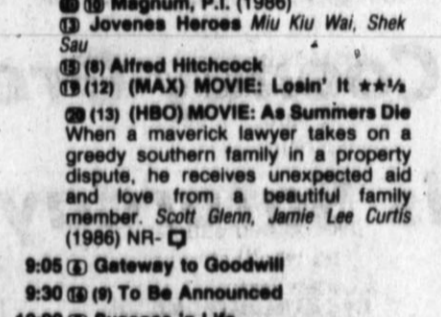 Magnum, P.I. (1986)
(13) Jovenes Heroes Miu Kiu Wai, Shek
Sau
(8) Alfred Hitchcock
(12) (MAX) MOVIE: Losin' It ★★½
(13) (HBO) MOVIE: As Summers Die
When a maverick lawyer takes on a
greedy southern family in a property
dispute, he receives unexpected aid
and love from a beautiful family
member. Scott Glenn, Jamie Lee Curtis
(1986) NR-
9:05 (6) Gateway to Goodwill
9:30 (9) To Be Announced